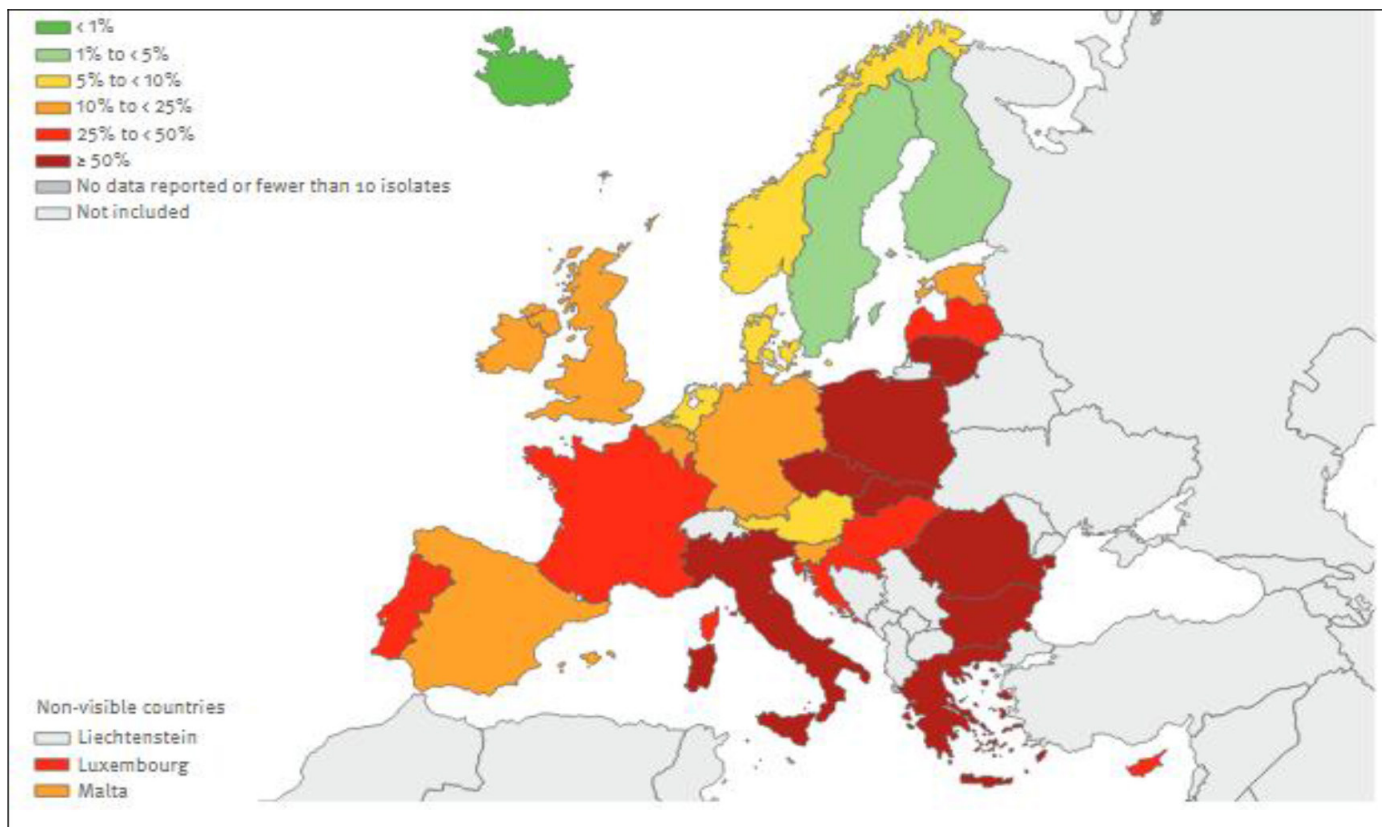 < 1%
1% to < 5%
5% to < 10%
10% to < 25%
25% to < 50%
≥ 50%
No data reported or fewer than 10 isolates
Not included
Non-visible countries
Liechtenstein
Luxembourg
Malta